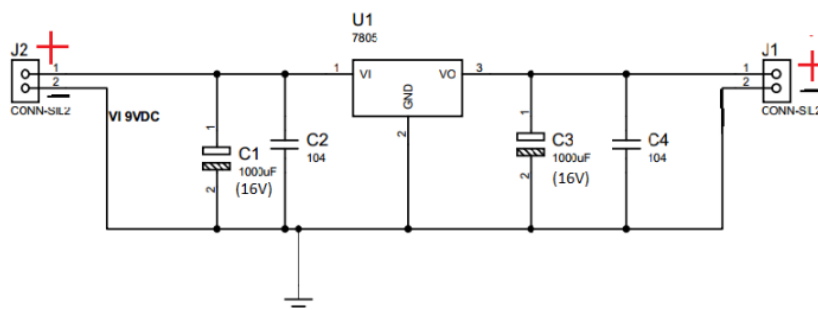 U1
7805
J2
+
1
2
−
CONN-SIL2
VI 9VDC
1
VI
VO
3
GND
2
1
C1
1000uF
(16V)
2
C2
104
1
C3
1000uF
(16V)
2
C4
104
J1
+
1
2
−
CONN-SIL2